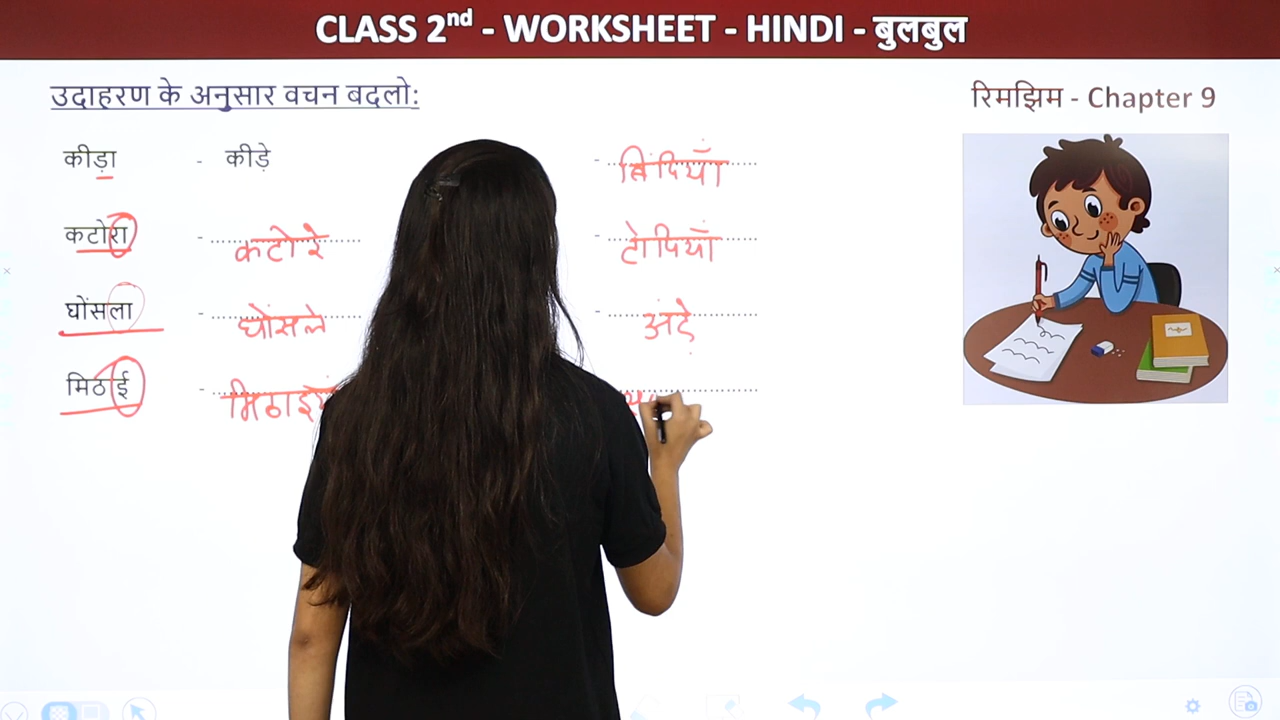 CLASS 2nd - WORKSHEET - HINDI - बुलबुल
उदाहरण के अनुसार वचन बदलो:
रिमझिम - Chapter 9
कीड़ा - कीड़े - बिंदियाँ
कटोरा - कटोरे - टोपियाँ
घोंसला - घोंसले - अंडे
मिठाई -